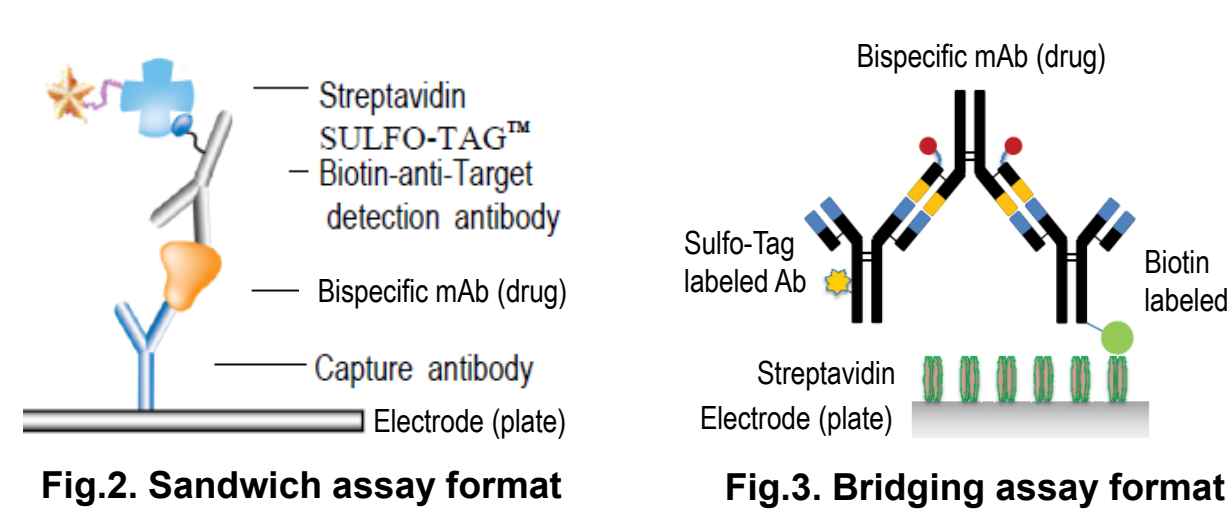 Streptavidin
SULFO-TAG™
Biotin-anti-Target
detection antibody
Bispecific mAb (drug)
Capture antibody
Electrode (plate)
Fig.2. Sandwich assay format
Bispecific mAb (drug)
Sulfo-Tag
labeled Ab
Biotin
labeled
Streptavidin
Electrode (plate)
Fig.3. Bridging assay format